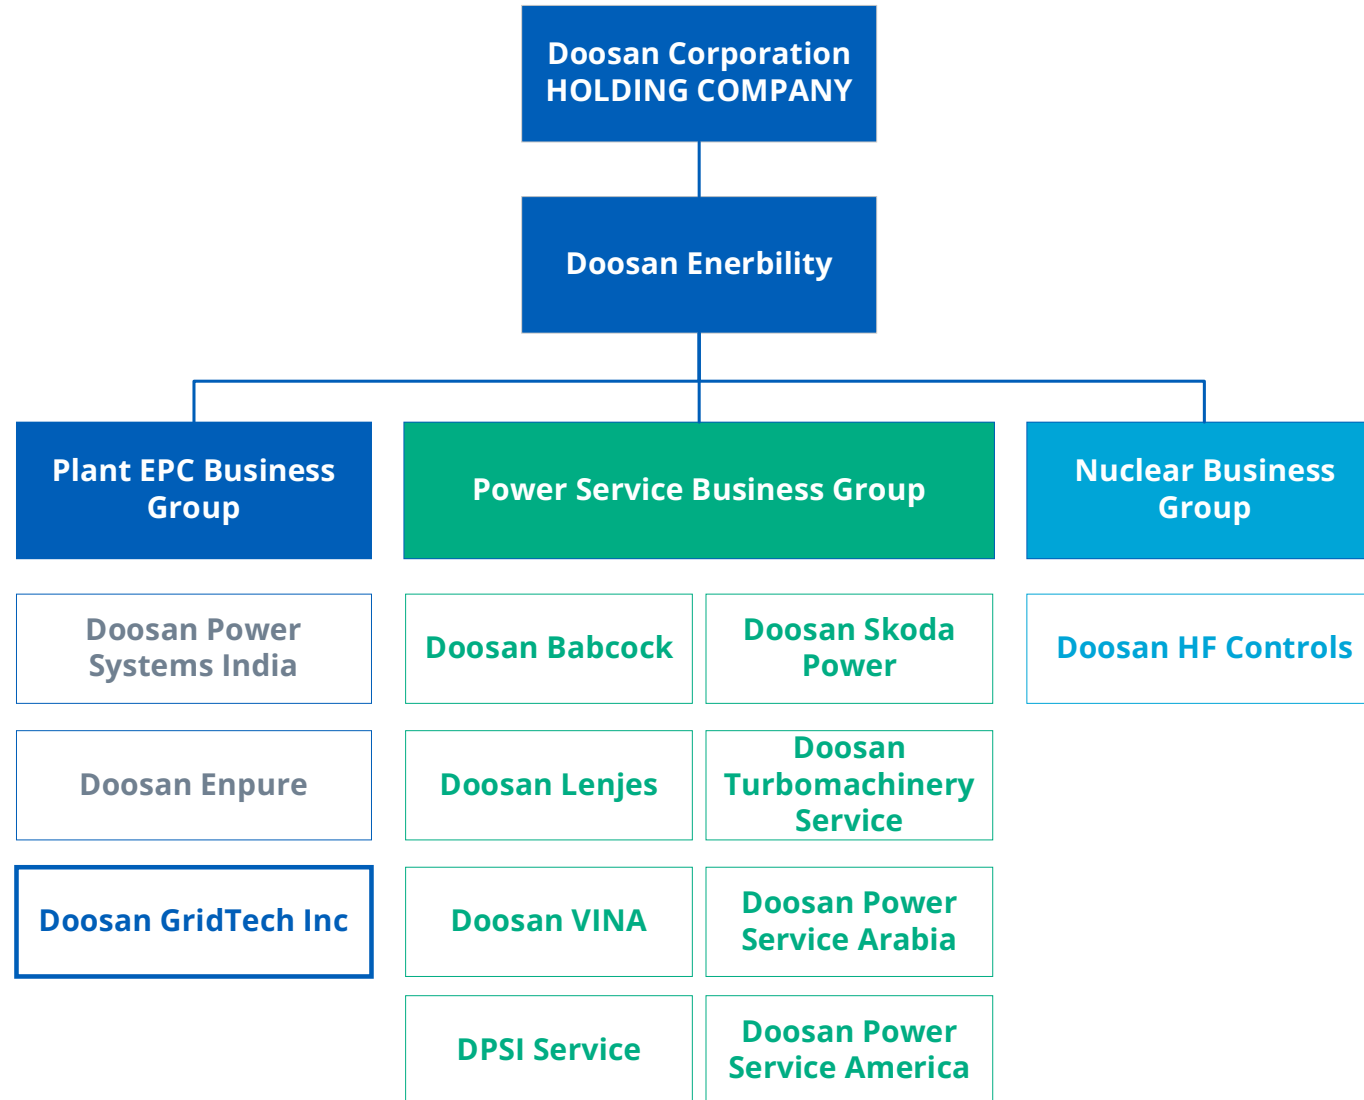 Doosan Corporation
HOLDING COMPANY
Doosan Enerbility
Plant EPC Business
Group
Power Service Business Group
Nuclear Business
Group
Doosan Power
Systems India
Doosan Babcock
Doosan Skoda
Power
Doosan HF Controls
Doosan Enpure
Doosan Lenjes
Doosan
Turbomachinery
Service
Doosan GridTech Inc
Doosan VINA
Doosan Power
Service Arabia
DPSI Service
Doosan Power
Service America